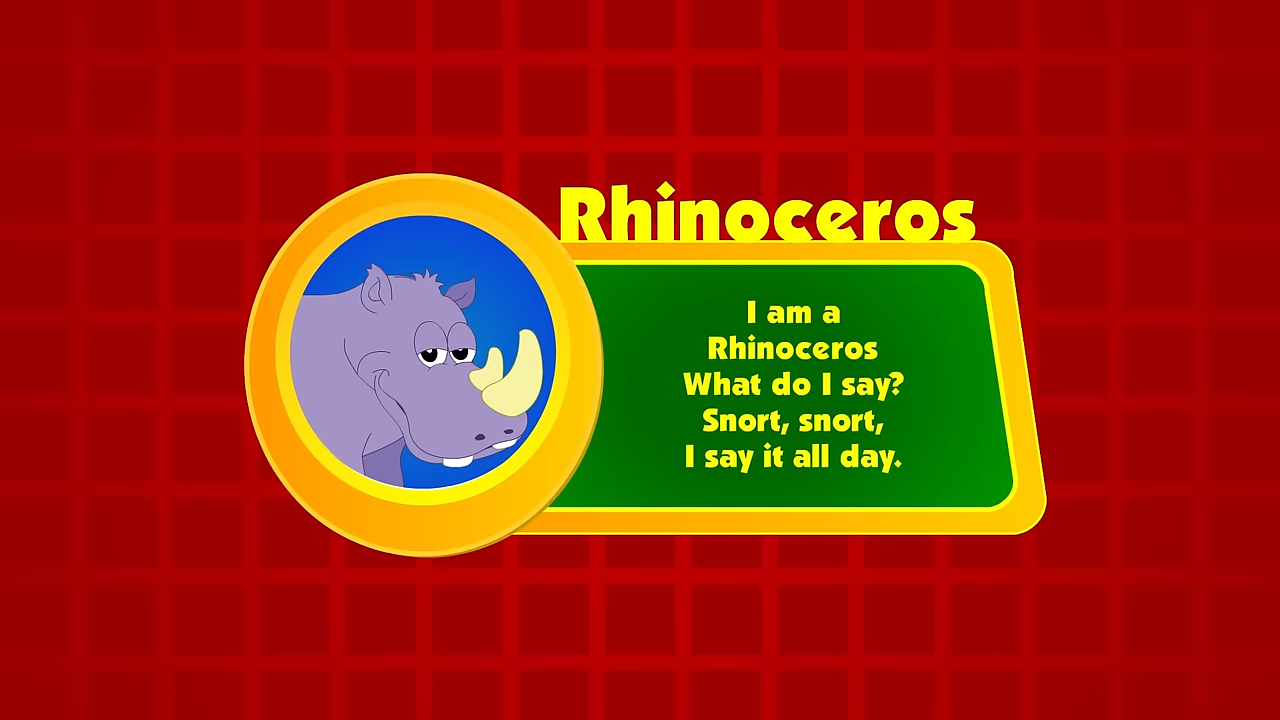 Rhinoceros
I am a
Rhinoceros
What do I say?
Snort, snort,
I say it all day.